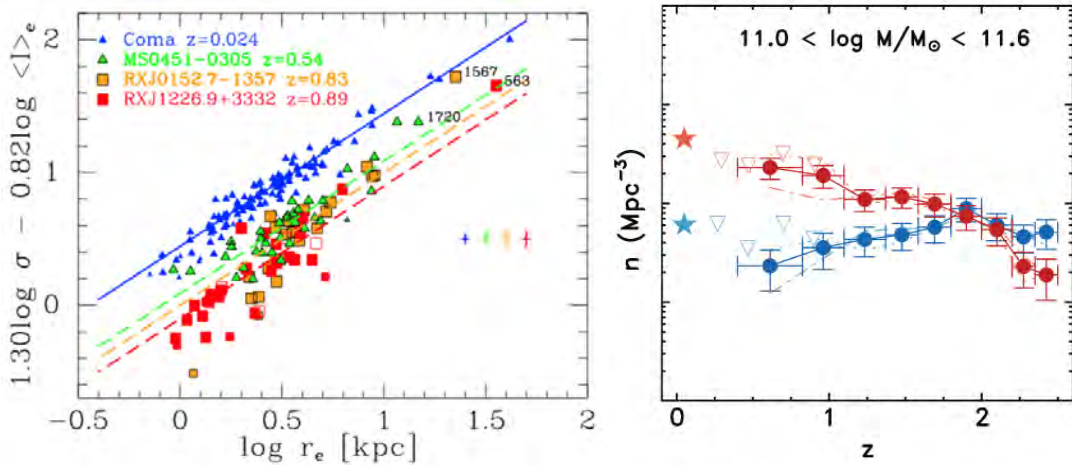 1.30log σ − 0.82log <I>e
2
1
0
Coma z=0.024
MS0451−0305 z=0.54
RXJ0152.7−1357 z=0.83
RXJ1226.9+3332 z=0.89
1567
563
1720
−0.5 0 0.5 1 1.5 2
log re [kpc]
11.0 < log M/M☉ < 11.6
n (Mpc⁻³)
0 1 2
z